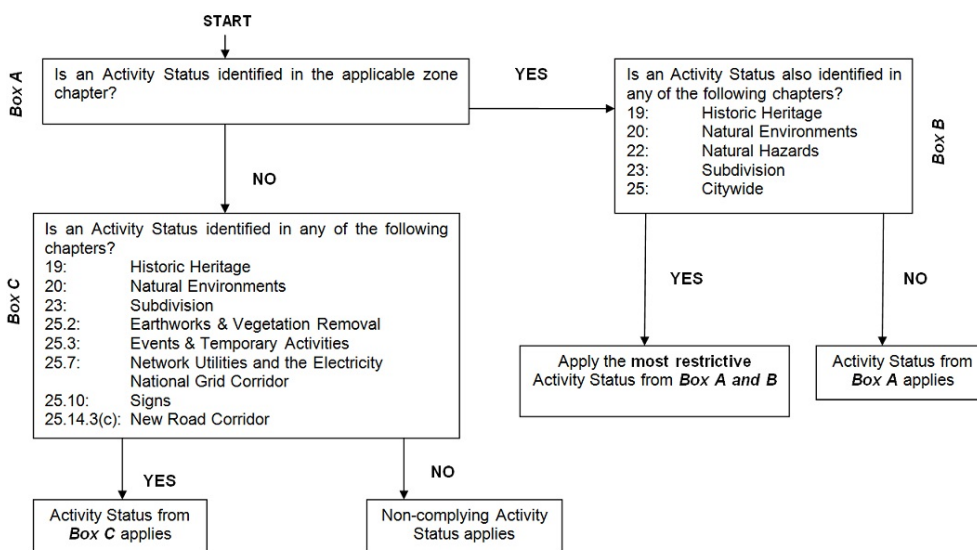 START
Box A
Is an Activity Status identified in the applicable zone
chapter?
YES
Is an Activity Status also identified in
any of the following chapters?
19: Historic Heritage
20: Natural Environments
22: Natural Hazards
23: Subdivision
25: Citywide
Box B
NO
Box C
Is an Activity Status identified in any of the following
chapters?
19: Historic Heritage
20: Natural Environments
23: Subdivision
25.2: Earthworks & Vegetation Removal
25.3: Events & Temporary Activities
25.7: Network Utilities and the Electricity
National Grid Corridor
25.10: Signs
25.14.3(c): New Road Corridor
YES
NO
Apply the most restrictive
Activity Status from Box A and B
Activity Status from
Box A applies
YES
NO
Activity Status from
Box C applies
Non-complying Activity
Status applies